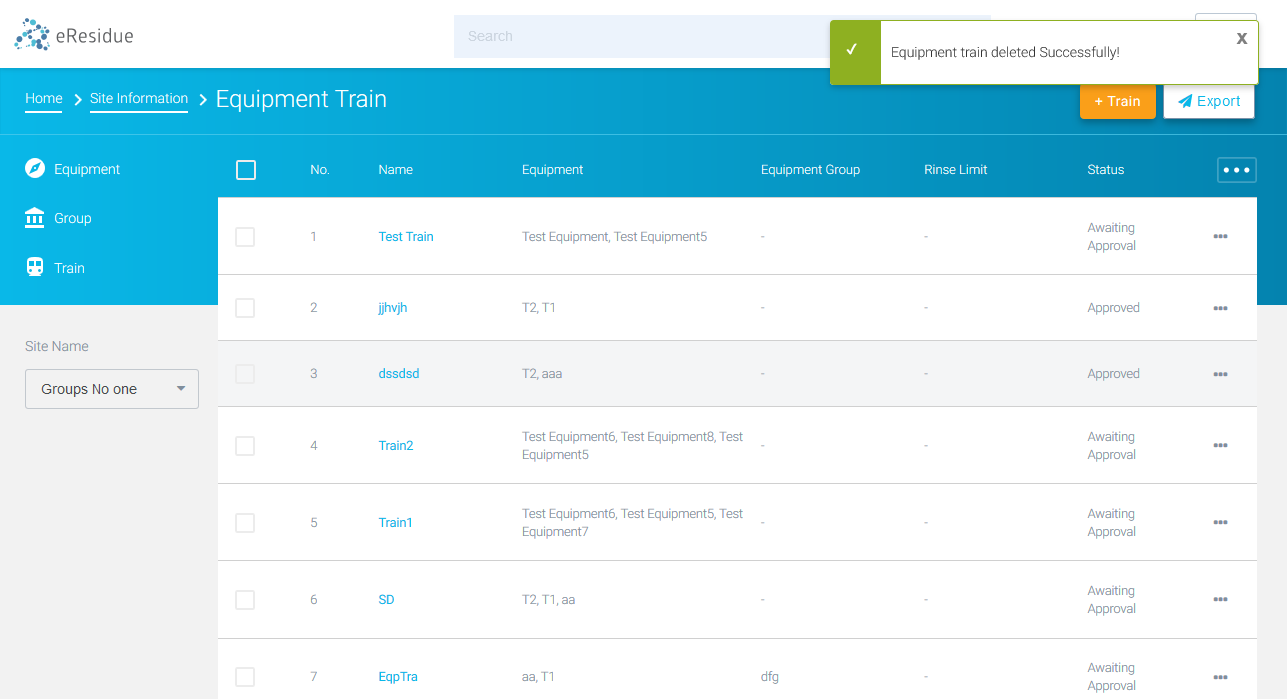 eResidue
Search
Equipment train deleted Successfully!
X
Home
Site Information
Equipment Train
+ Train
Export
Equipment
Group
Train
Site Name
Groups No one
No. Name Equipment Equipment Group Rinse Limit Status
1 Test Train Test Equipment, Test Equipment5 - - Awaiting
Approval
2 jjhvjh T2, T1 - - Approved
3 dssdsd T2, aaa - - Approved
4 Train2 Test Equipment6, Test Equipment8, Test
Equipment5 - - Awaiting
Approval
5 Train1 Test Equipment6, Test Equipment5, Test
Equipment7 - - Awaiting
Approval
6 SD T2, T1, aa - - Awaiting
Approval
7 EqpTra aa, T1 dfg - Awaiting
Approval